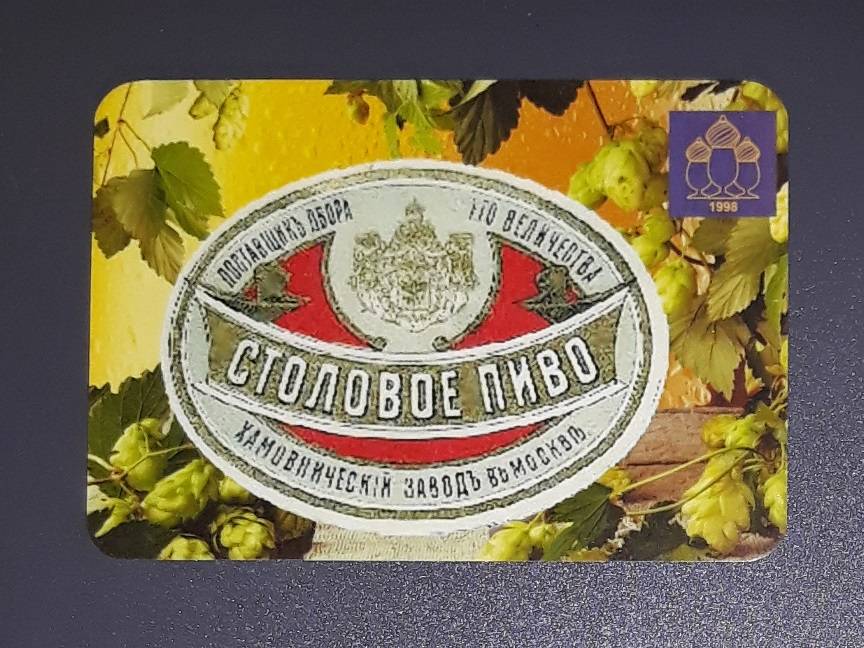 ПОСТАВЩИКЪ ДВОРА
ЕГО ВЕЛИЧЕСТВА
СТОЛОВОЕ ПИВО
ХАМОВНИЧЕСКІЙ ЗАВОДЪ ВЪ МОСКВѢ
1998